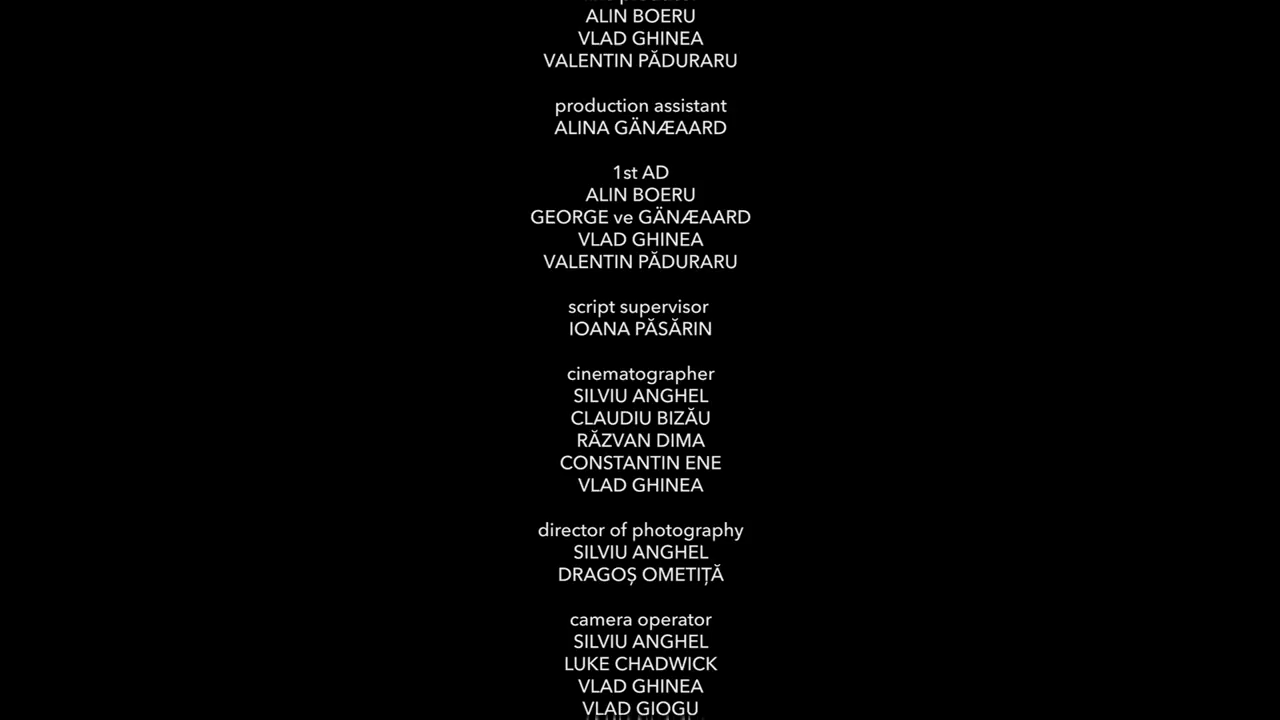 ALIN BOERU
VLAD GHINEA
VALENTIN PĂDURARU
production assistant
ALINA GÄNÆAARD
1st AD
ALIN BOERU
GEORGE ve GÄNÆAARD
VLAD GHINEA
VALENTIN PĂDURARU
script supervisor
IOANA PĂSĂRIN
cinematographer
SILVIU ANGHEL
CLAUDIU BIZĂU
RĂZVAN DIMA
CONSTANTIN ENE
VLAD GHINEA
director of photography
SILVIU ANGHEL
DRAGOȘ OMETIȚĂ
camera operator
SILVIU ANGHEL
LUKE CHADWICK
VLAD GHINEA
VLAD GIOGU